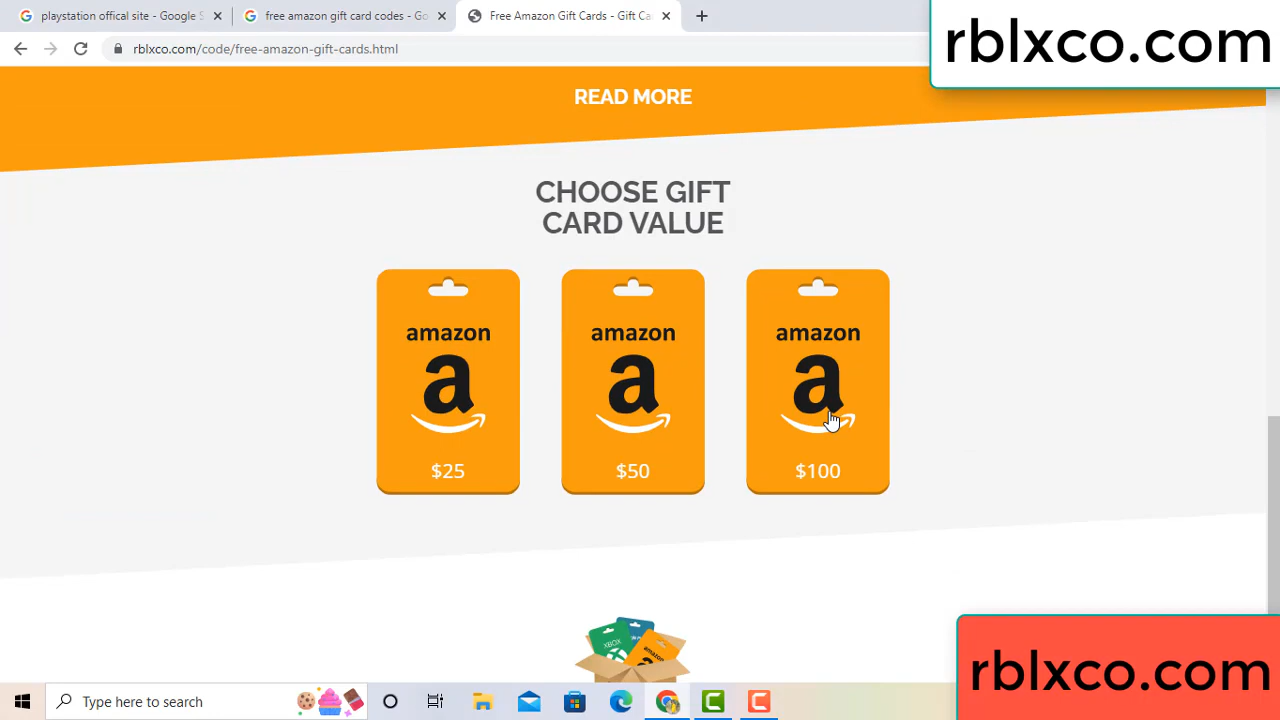 playstation offical site - Google S
free amazon gift card codes - Go
Free Amazon Gift Cards - Gift Ca
rblxco.com/code/free-amazon-gift-cards.html
rblxco.com
READ MORE
CHOOSE GIFT
CARD VALUE
amazon amazon amazon
a a a
$25 $50 $100
XBOX
rblxco.com
Type here to search